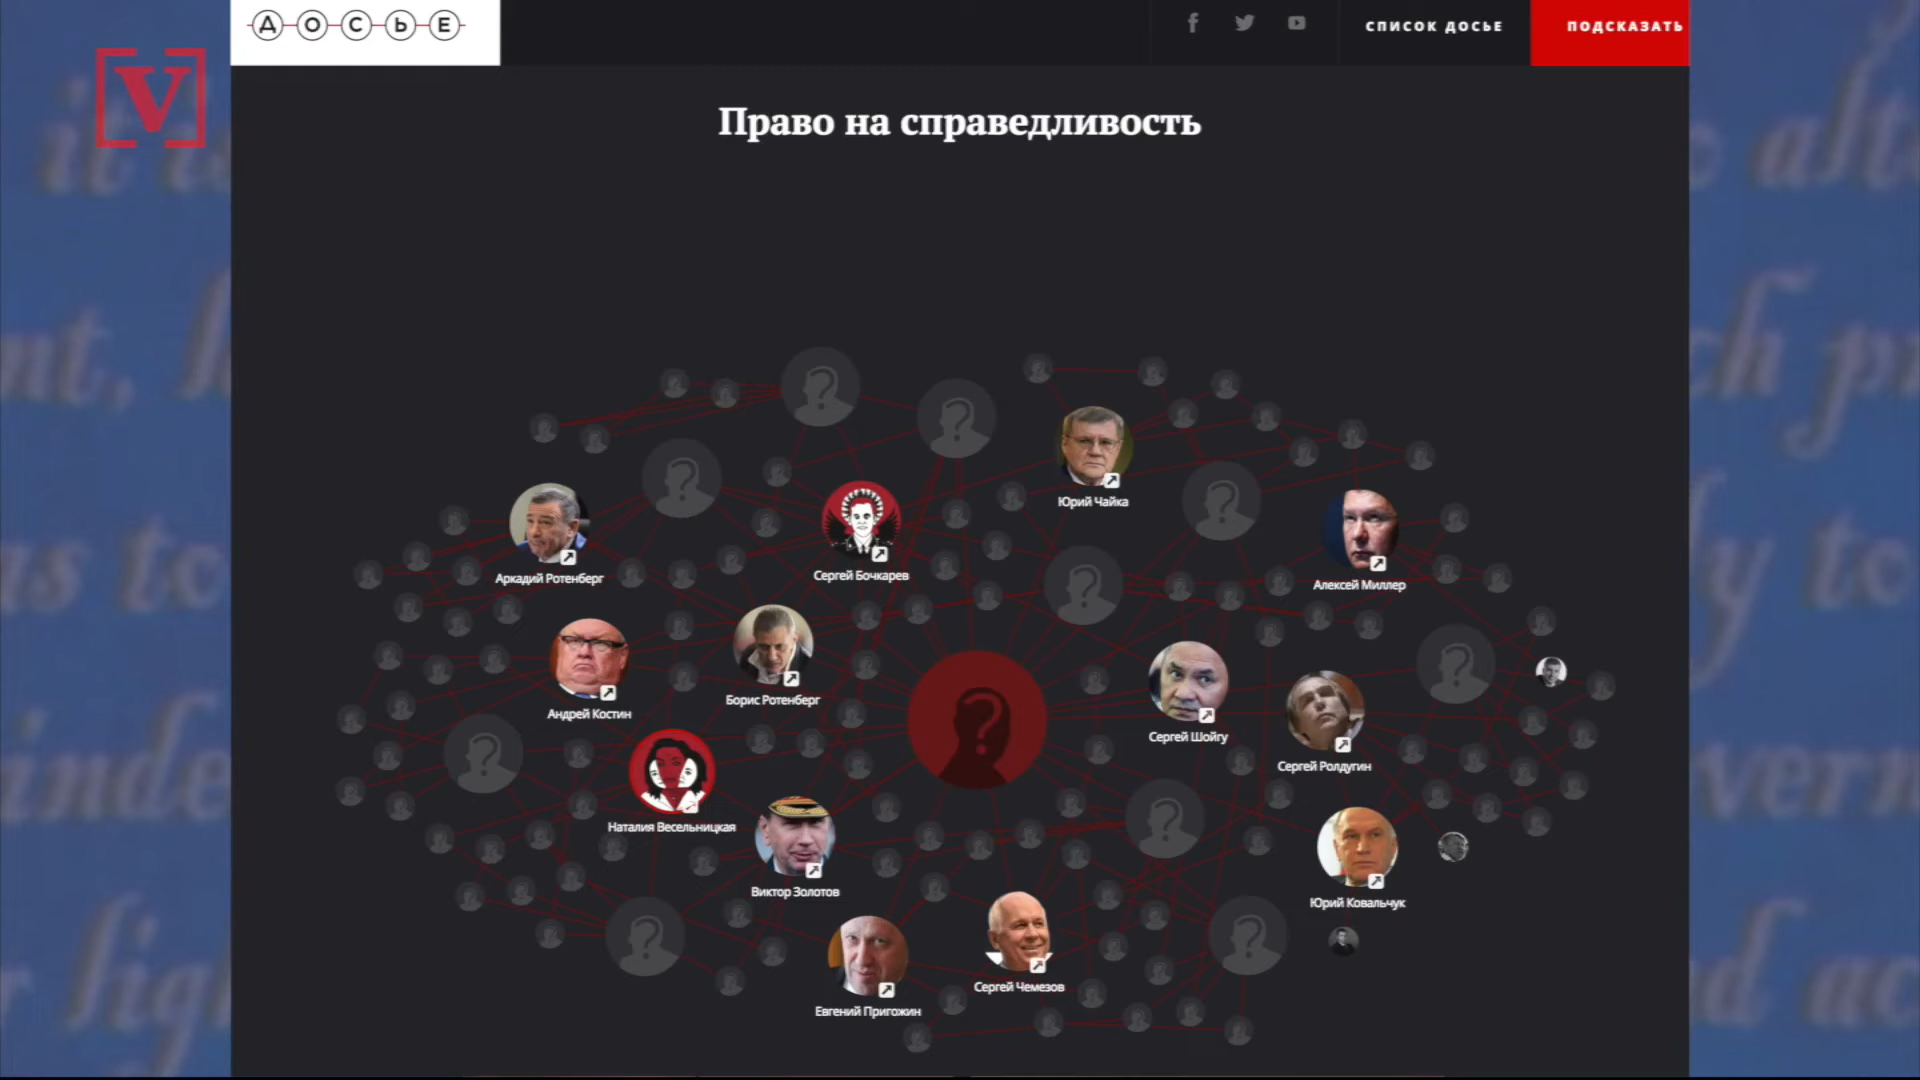 ДОСЬЕ
СПИСОК ДОСЬЕ
ПОДСКАЗАТЬ
V
Право на справедливость
Юрий Чайка
Аркадий Ротенберг
Сергей Бочкарев
Алексей Миллер
Андрей Костин
Борис Ротенберг
Сергей Шойгу
Сергей Ролдугин
Наталия Весельницкая
Виктор Золотов
Юрий Ковальчук
Сергей Чемезов
Евгений Пригожин